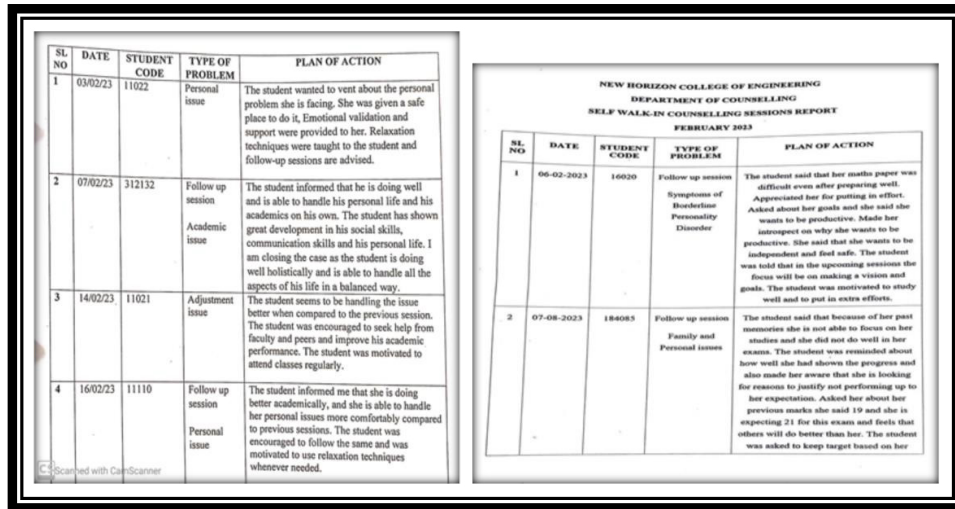 SL NO DATE STUDENT CODE TYPE OF PROBLEM PLAN OF ACTION
1 03/02/23 11022 Personal issue
The student wanted to vent about the personal
problem she is facing. She was given a safe
place to do it, Emotional validation and
support were provided to her. Relaxation
techniques were taught to the student and
follow-up sessions are advised.
2 07/02/23 312132 Follow up session Academic issue
The student informed that he is doing well
and is able to handle his personal life and his
academics on his own. The student has shown
great development in his social skills,
communication skills and his personal life. I
am closing the case as the student is doing
well holistically and is able to handle all the
aspects of his life in a balanced way.
3 14/02/23 11021 Adjustment issue
The student seems to be handling the issue
better when compared to the previous session.
The student was encouraged to seek help from
faculty and peers and improve his academic
performance. The student was motivated to
attend classes regularly.
4 16/02/23 11110 Follow up session Personal issue
The student informed me that she is doing
better academically, and she is able to handle
her personal issues more comfortably compared
to previous sessions. The student was
encouraged to follow the same and was
motivated to use relaxation techniques
whenever needed.
CS Scanned with CamScanner
NEW HORIZON COLLEGE OF ENGINEERING
DEPARTMENT OF COUNSELLING
SELF WALK-IN COUNSELLING SESSIONS REPORT
FEBRUARY 2023
SL NO DATE STUDENT CODE TYPE OF PROBLEM PLAN OF ACTION
1 06-02-2023 16020 Follow up session Symptoms of Borderline Personality Disorder
The student said that her maths paper was
difficult even after preparing well.
Appreciated her for putting in effort.
Asked about her goals and she said she
wants to be productive. Made her
introspect on why she wants to be
productive. She said that she wants to be
independent and feel safe. The student
was told that in the upcoming sessions the
focus will be on making a vision and
goals. The student was motivated to study
well and to put in extra efforts.
2 07-08-2023 184085 Follow up session Family and Personal issues
The student said that because of her past
memories she is not able to focus on her
studies and she did not do well in her
exams. The student was reminded about
how well she had shown the progress and
also made her aware that she is looking
for reasons to justify not performing up to
her expectation. Asked her about her
previous marks she said 19 and she is
expecting 21 for this exam and feels that
others will do better than her. The student
was asked to keep target based on her